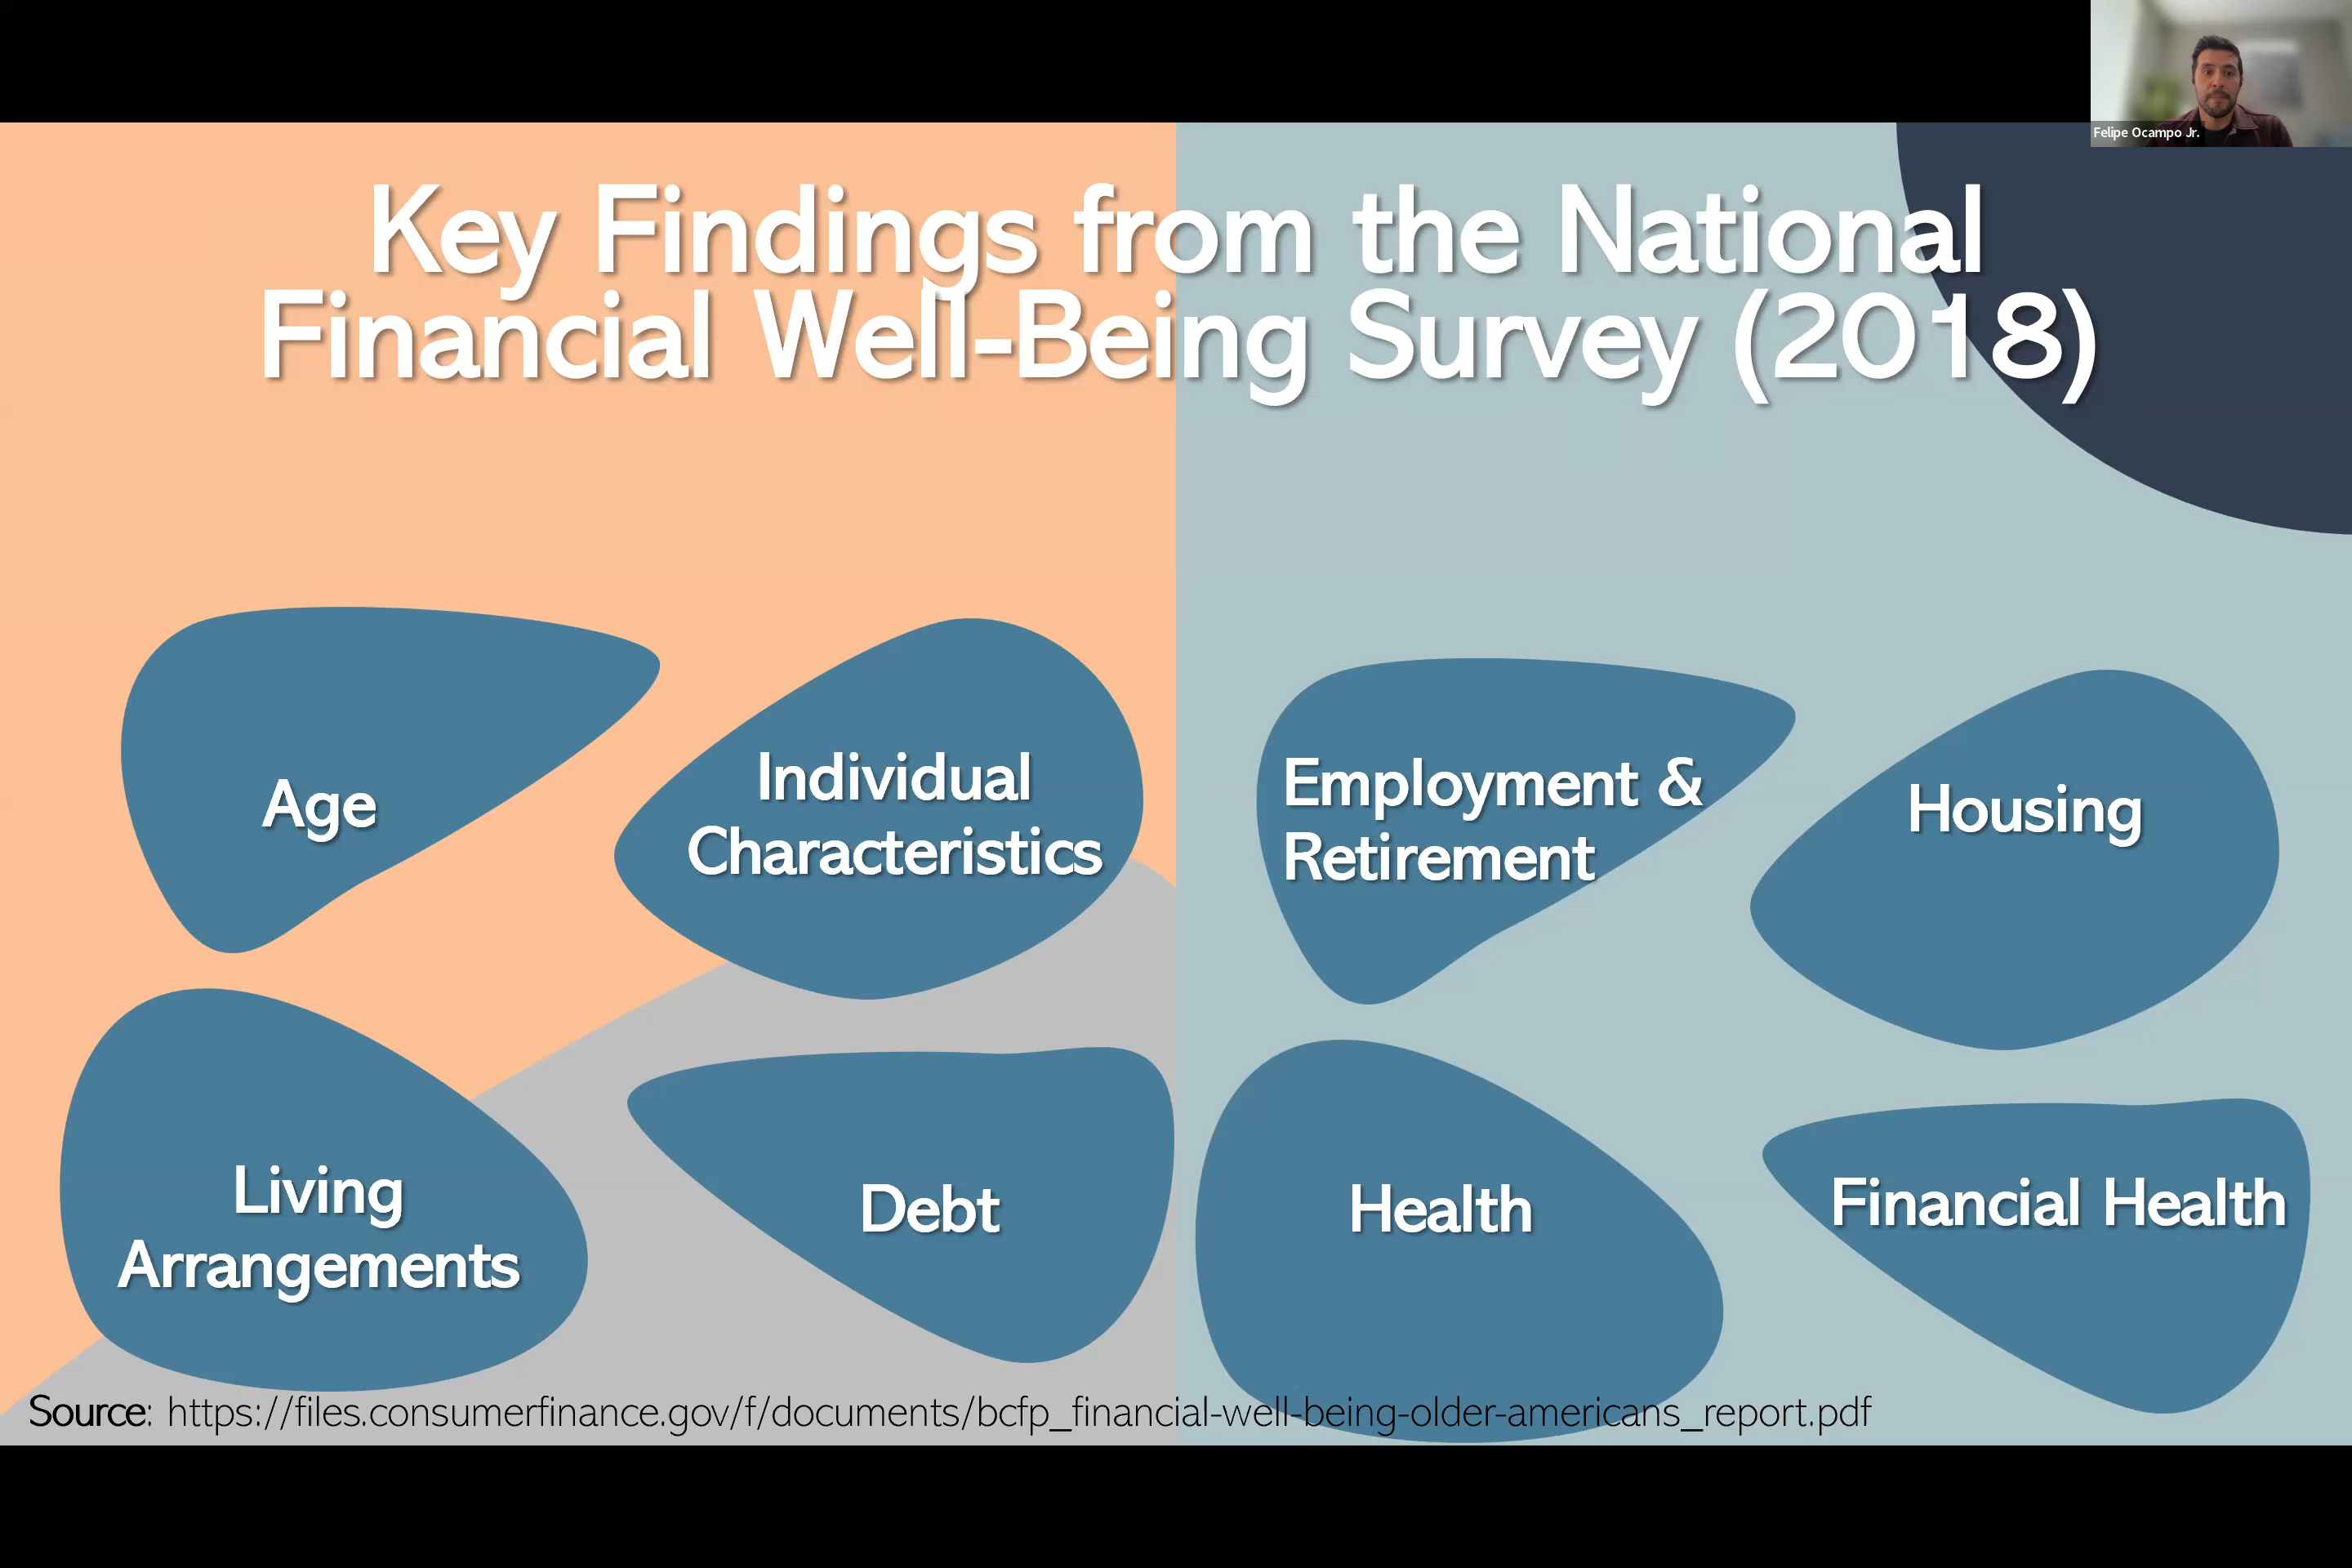 Felipe Ocampo Jr.
Key Findings from the National
Financial Well-Being Survey (2018)
Age
Individual
Characteristics
Employment &
Retirement
Housing
Living
Arrangements
Debt
Health
Financial Health
Source: https://files.consumerfinance.gov/f/documents/bcfp_financial-well-being-older-americans_report.pdf